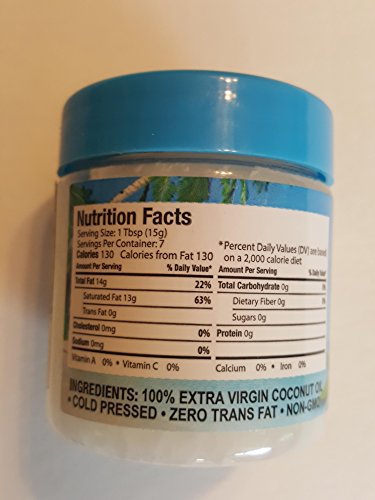 Nutrition Facts
Serving Size: 1 Tbsp (15g)
Servings Per Container: 7
Calories 130 Calories from Fat 130
*Percent Daily Values (DV) are based
on a 2,000 calorie diet
Amount Per Serving % Daily Value*
Total Fat 14g 22%
Saturated Fat 13g 63%
Trans Fat 0g
Cholesterol 0mg 0%
Sodium 0mg 0%
Vitamin A 0% • Vitamin C 0%
Amount Per Serving % Daily Value*
Total Carbohydrate 0g
Dietary Fiber 0g
Sugars 0g
Protein 0g
Calcium 0% • Iron 0%
INGREDIENTS: 100% EXTRA VIRGIN COCONUT OIL
• COLD PRESSED • ZERO TRANS FAT • NON-GMO